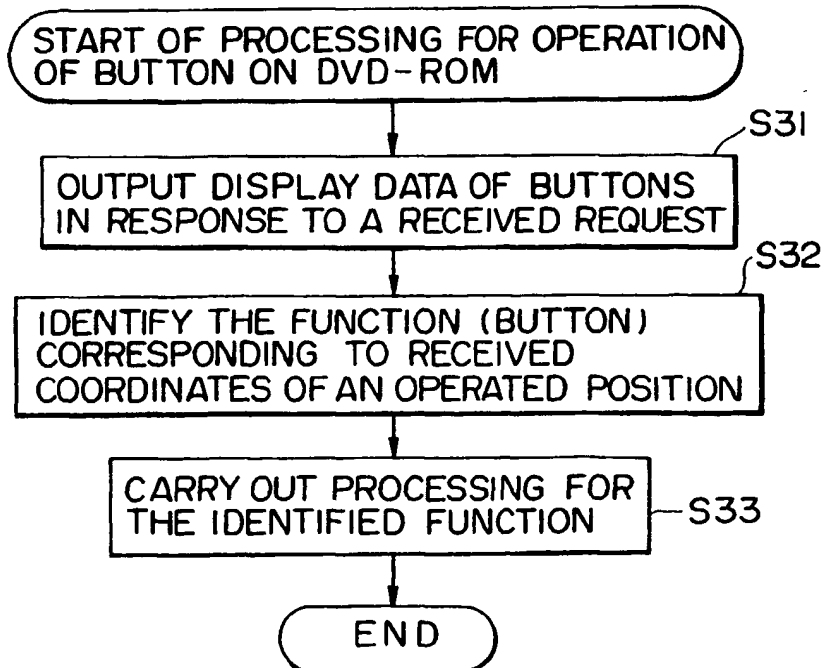 START OF PROCESSING FOR OPERATION
OF BUTTON ON DVD-ROM
S31
OUTPUT DISPLAY DATA OF BUTTONS
IN RESPONSE TO A RECEIVED REQUEST
S32
IDENTIFY THE FUNCTION (BUTTON)
CORRESPONDING TO RECEIVED
COORDINATES OF AN OPERATED POSITION
CARRY OUT PROCESSING FOR
THE IDENTIFIED FUNCTION
S33
END